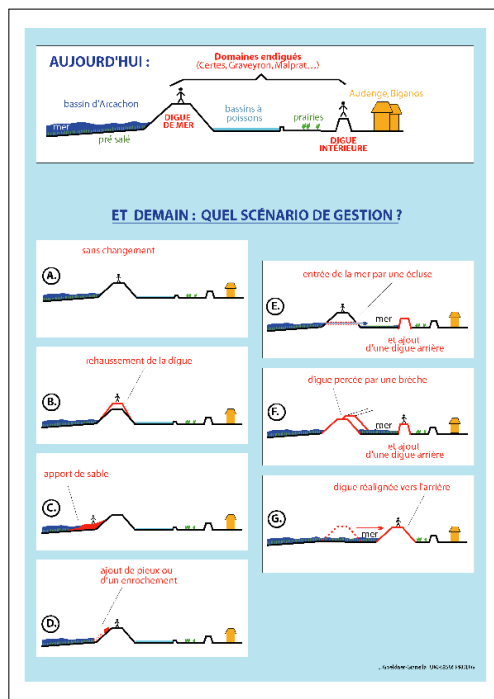 AUJOURD'HUI :
Domaines endigués
(Certes, Graveyron, Malprat...)
bassin d'Arcachon
mer
pré salé
DIGUE
DE MER
bassins à
poissons
prairies
DIGUE
INTÉRIEURE
Audenge, Biganos
ET DEMAIN : QUEL SCÉNARIO DE GESTION ?
A.
sans changement
B.
rehaussement de la digue
C.
apport de sable
D.
ajout de pieux ou
d'un enrochement
E.
entrée de la mer par une écluse
mer
et ajout
d'une digue arrière
F.
digue percée par une brèche
mer
et ajout
d'une digue arrière
G.
digue réalignée vers l'arrière
mer